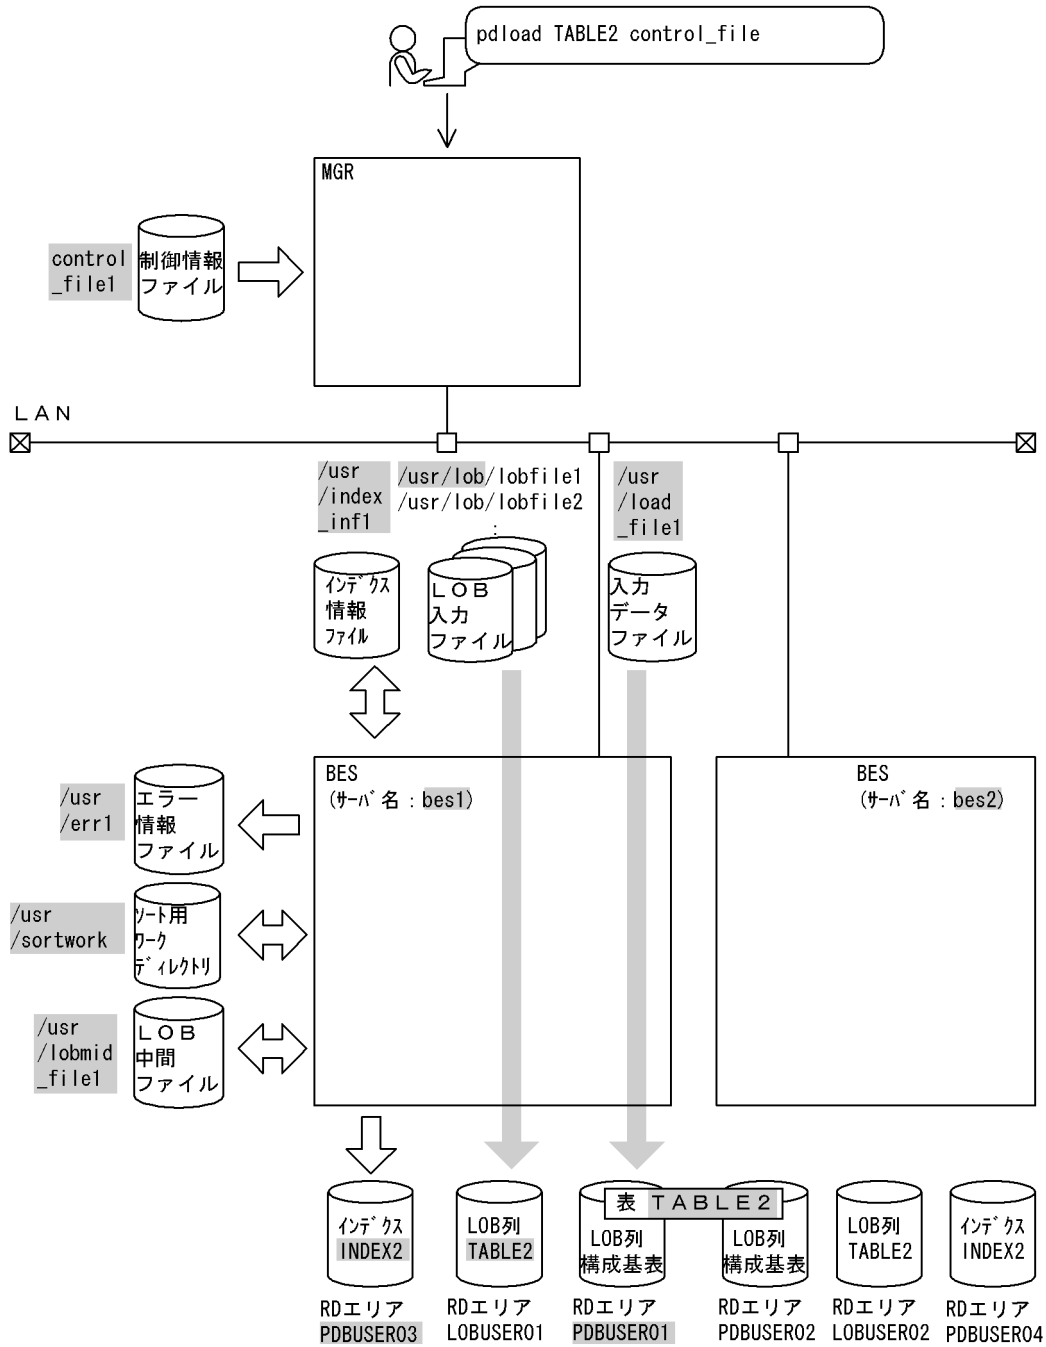 pdload TABLE2 control_file
MGR
control
_file1
制御情報
ファイル
ＬＡＮ
/usr
/index
_inf1
/usr/lob/lobfile1
/usr/lob/lobfile2
:
/usr
/load
_file1
ｲﾝﾃﾞｸｽ
情報
ﾌｧｲﾙ
ＬＯＢ
入力
ファイル
入力
データ
ファイル
BES
(ｻｰﾊﾞ名：bes1)
BES
(ｻｰﾊﾞ名：bes2)
/usr
/err1
エラー
情報
ファイル
/usr
/sortwork
ｿｰﾄ用
ﾜｰｸ
ﾃﾞｨﾚｸﾄﾘ
/usr
/lobmid
_file1
ＬＯＢ
中間
ファイル
表 ＴＡＢＬＥ２
ｲﾝﾃﾞｸｽ
INDEX2
LOB列
TABLE2
LOB列
構成基表
LOB列
構成基表
LOB列
TABLE2
ｲﾝﾃﾞｸｽ
INDEX2
RDエリア
PDBUSER03
RDエリア
LOBUSER01
RDエリア
PDBUSER01
RDエリア
PDBUSER02
RDエリア
LOBUSER02
RDエリア
PDBUSER04